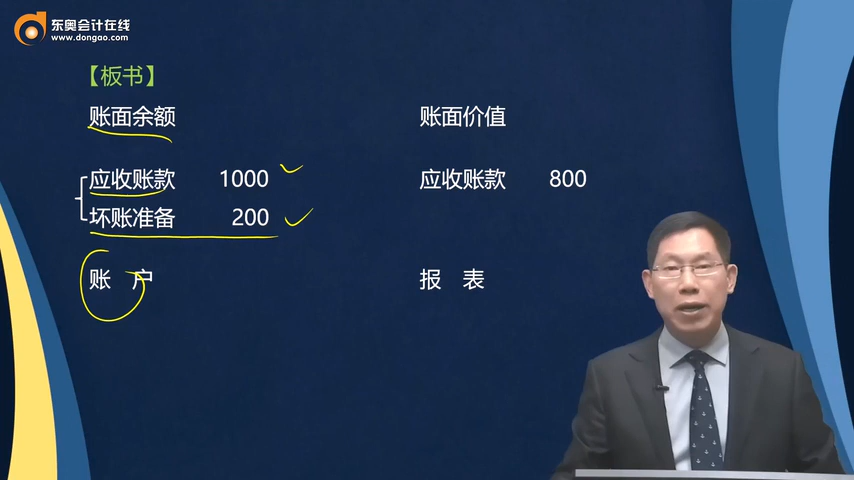 东奥会计在线
www.dongao.com
【板书】
账面余额 账面价值
应收账款 1000 应收账款 800
坏账准备 200
账 户 报 表